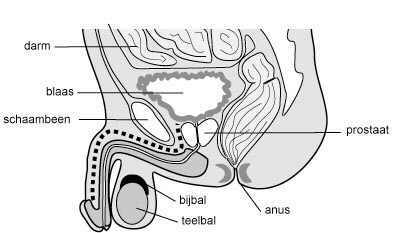 darm
blaas
schaambeen
prostaat
bijbal
anus
teelbal